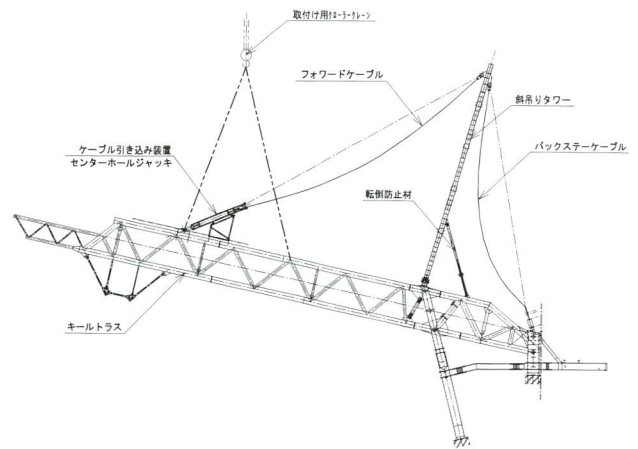 取付け用ｸﾛｰﾗｰｸﾚｰﾝ
フォワードケーブル
斜吊りタワー
ケーブル引き込み装置
センターホールジャッキ
バックステーケーブル
転倒防止材
キールトラス